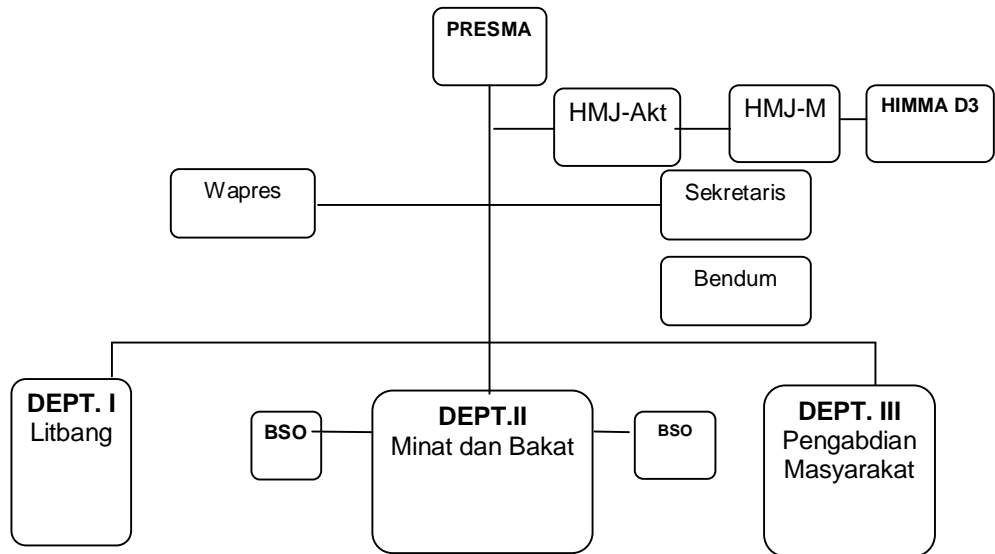 PRESMA
HMJ-Akt
HMJ-M
HIMMA D3
Wapres
Sekretaris
Bendum
DEPT. I
Litbang
BSO
DEPT.II
Minat dan Bakat
BSO
DEPT. III
Pengabdian
Masyarakat